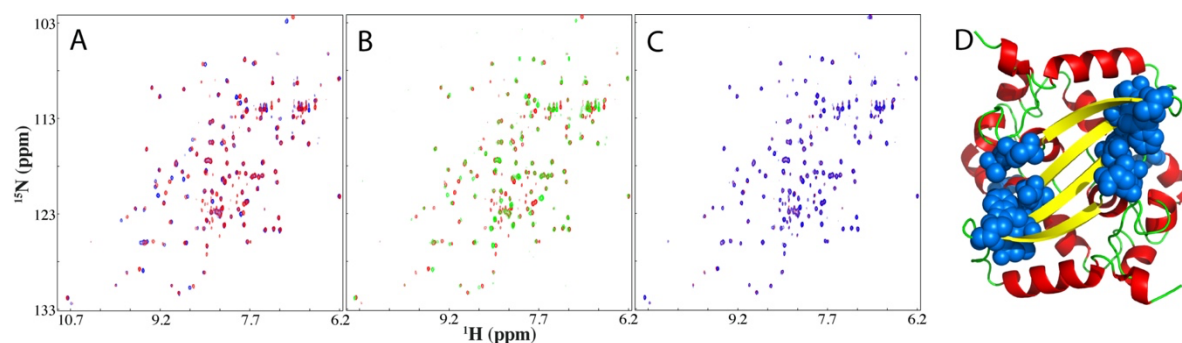 A
B
C
D
103
113
123
133
¹⁵N (ppm)
10.7 9.2 7.7 6.2
9.2 7.7 6.2
9.2 7.7 6.2
¹H (ppm)